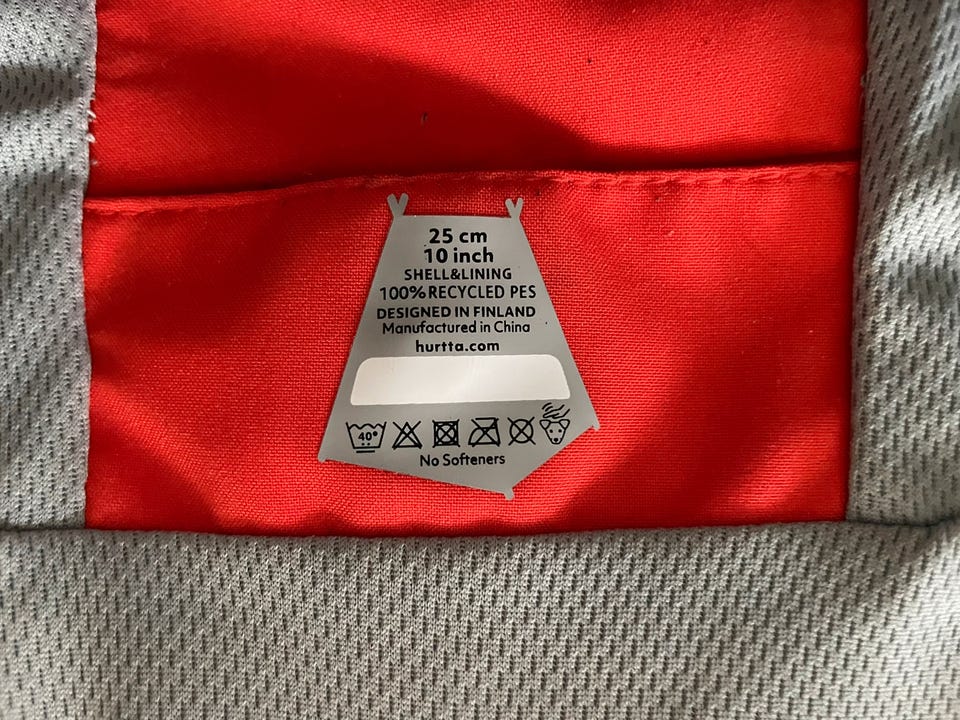 25 cm
10 inch
SHELL&LINING
100% RECYCLED PES
DESIGNED IN FINLAND
Manufactured in China
hurtta.com
40°
No Softeners